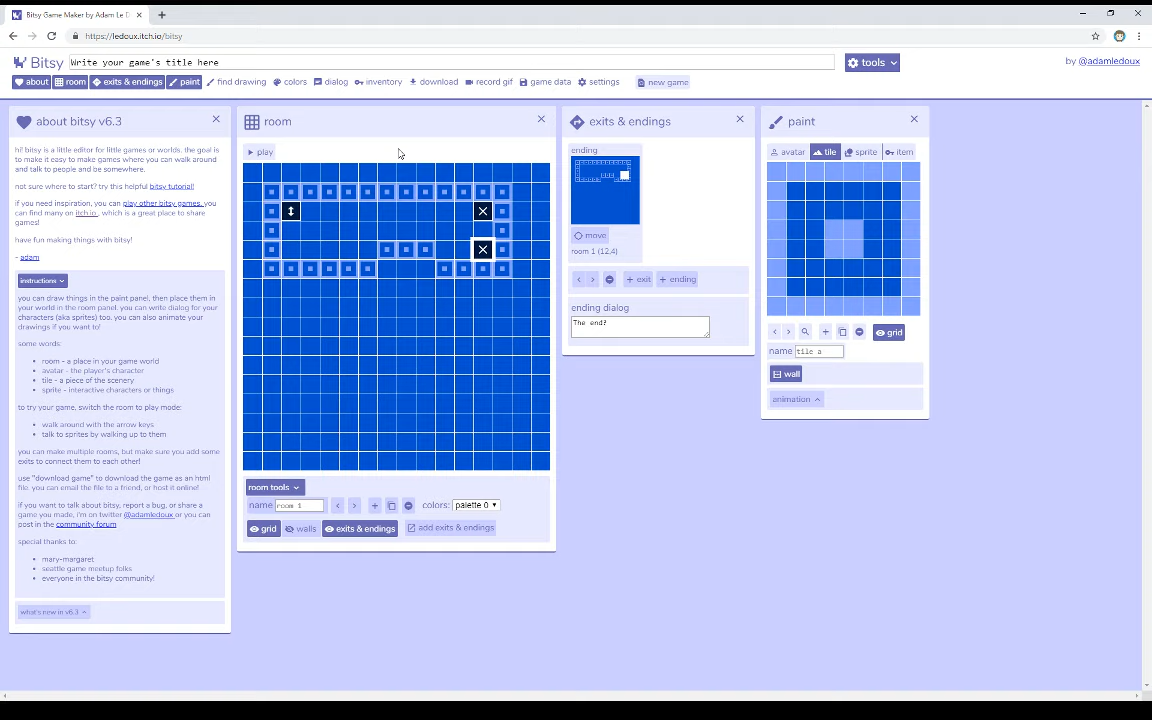 Bitsy Game Maker by Adam Le D
https://ledoux.itch.io/bitsy
Bitsy
Write your game's title here
tools
by @adamledoux
about
room
exits & endings
paint
find drawing
colors
dialog
inventory
download
record gif
game data
settings
new game
about bitsy v6.3
hi! bitsy is a little editor for little games or worlds. the goal is
to make it easy to make games where you can walk around
and talk to people and be somewhere.
not sure where to start? try this helpful bitsy tutorial!
if you need inspiration, you can play other bitsy games. you
can find many on itch.io , which is a great place to share
games!
have fun making things with bitsy!
- adam
instructions
you can draw things in the paint panel, then place them in
your world in the room panel. you can write dialog for your
characters (aka sprites) too. you can also animate your
drawings if you want to!
some words:
room - a place in your game world
avatar - the player's character
tile - a piece of the scenery
sprite - interactive characters or things
to try your game, switch the room to play mode:
walk around with the arrow keys
talk to sprites by walking up to them
you can make multiple rooms, but make sure you add some
exits to connect them to each other!
use "download game" to download the game as an html
file. you can email the file to a friend, or host it online!
if you want to talk about bitsy, report a bug, or share a
game you made, i'm on twitter @adamledoux or you can
post in the community forum
special thanks to:
mary-margaret
seattle game meetup folks
everyone in the bitsy community!
what's new in v6.3
room
play
room tools
name room 1
colors: palette 0
grid
walls
exits & endings
add exits & endings
exits & endings
ending
move
room 1 (12,4)
+ exit
+ ending
ending dialog
The end?
paint
avatar
tile
sprite
item
grid
name tile a
wall
animation